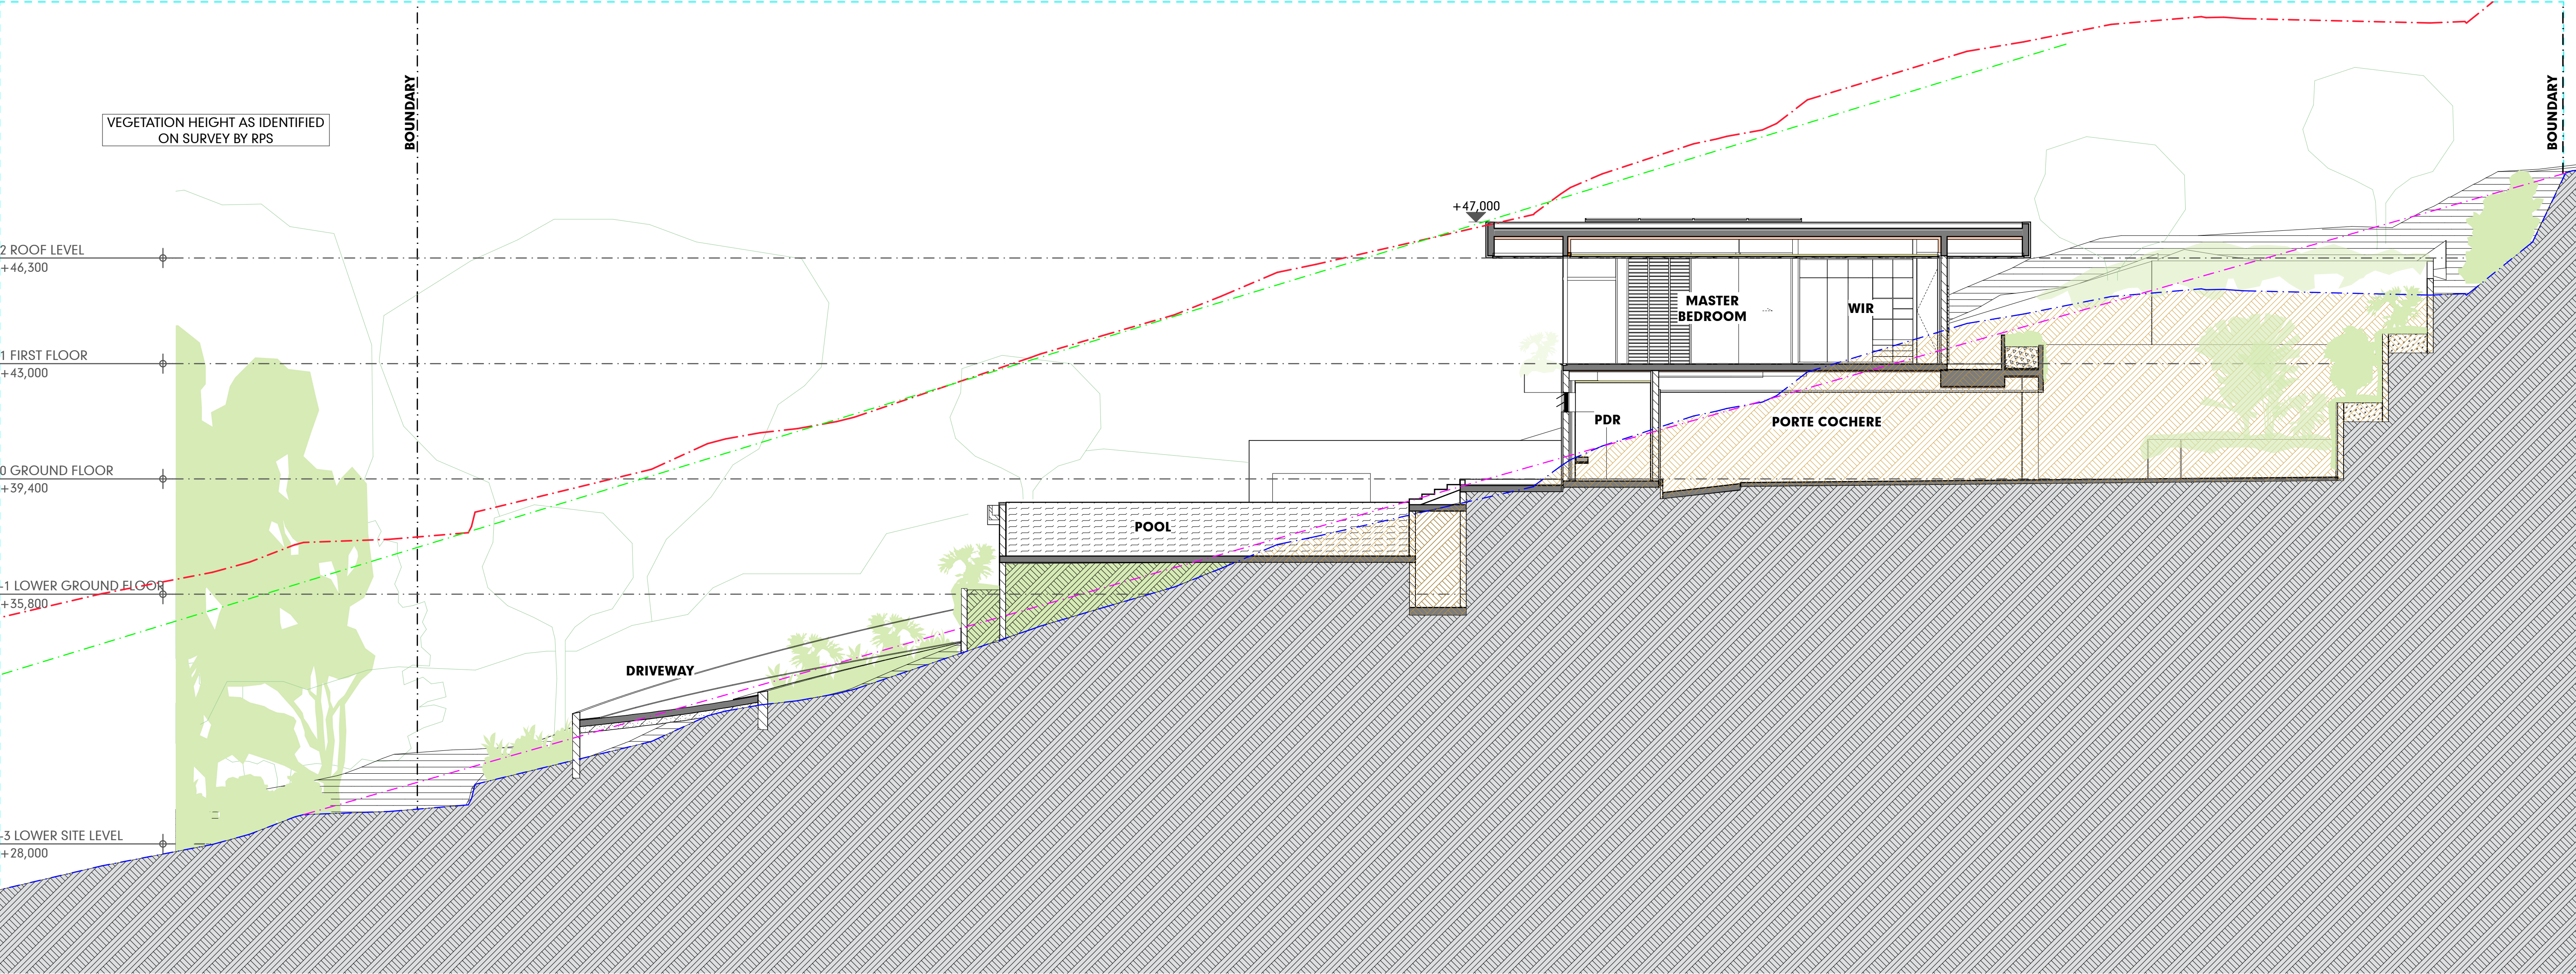 BOUNDARY
BOUNDARY
VEGETATION HEIGHT AS IDENTIFIED
ON SURVEY BY RPS
+47,000
2 ROOF LEVEL
+46,300
MASTER
BEDROOM
WIR
1 FIRST FLOOR
+43,000
PDR
PORTE COCHERE
0 GROUND FLOOR
+39,400
POOL
-1 LOWER GROUND FLOOR
+35,800
DRIVEWAY
-3 LOWER SITE LEVEL
+28,000